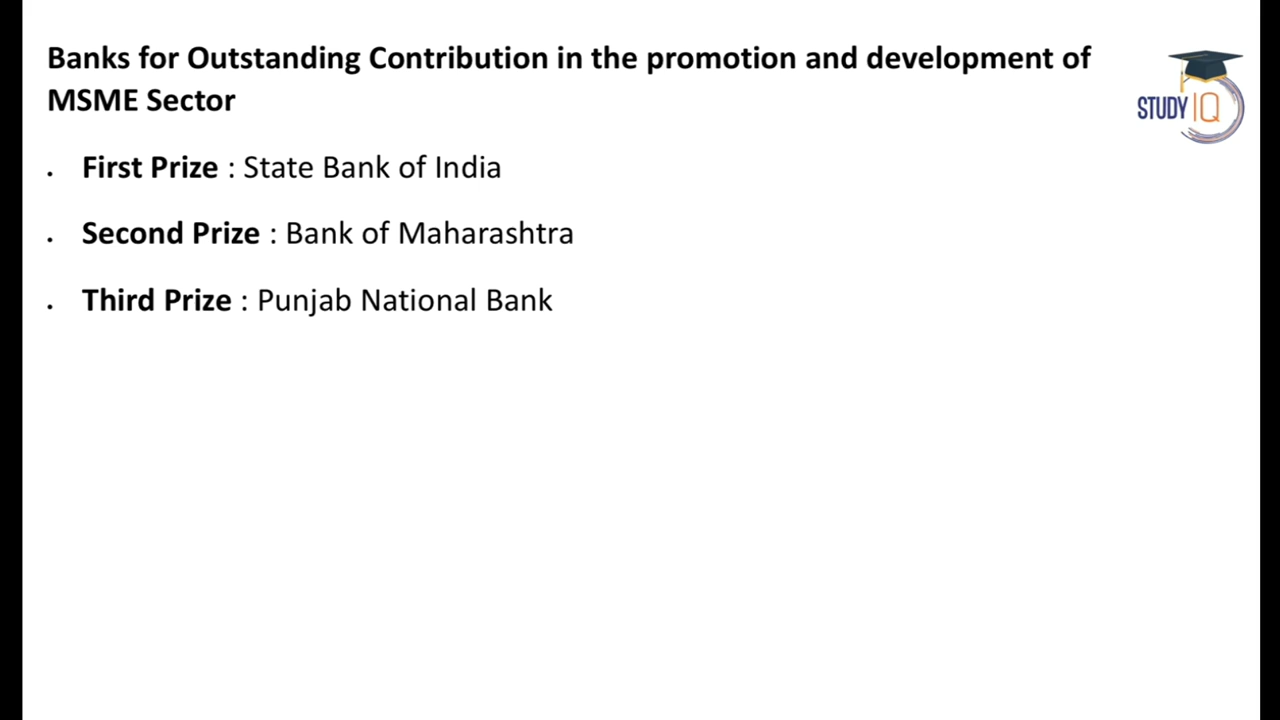 Banks for Outstanding Contribution in the promotion and development of
MSME Sector
STUDY IQ
. First Prize : State Bank of India
. Second Prize : Bank of Maharashtra
. Third Prize : Punjab National Bank